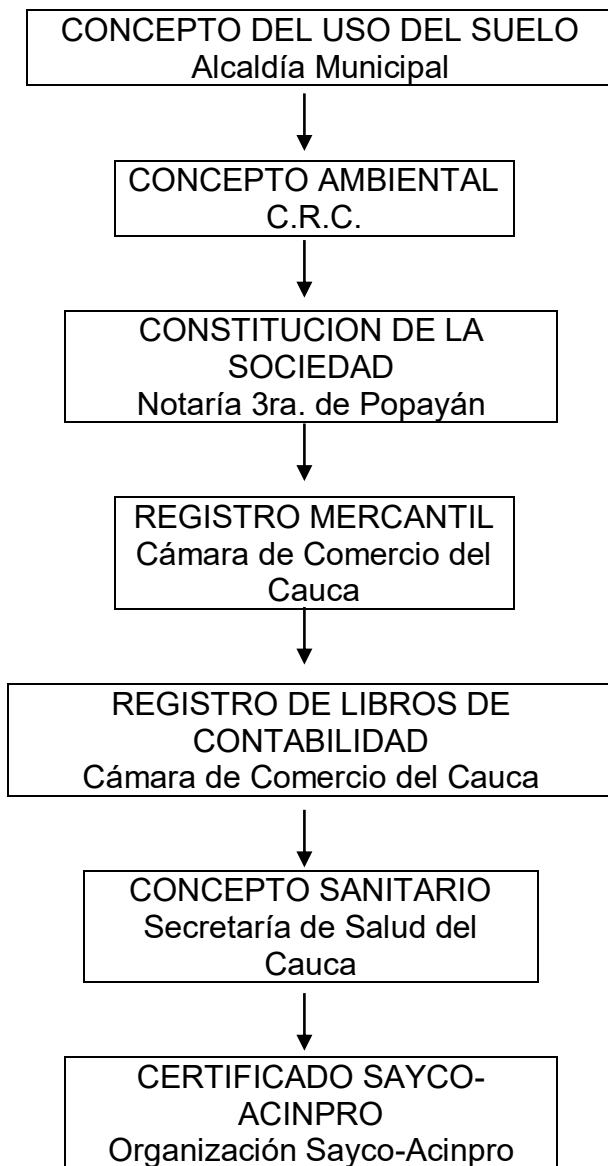 CONCEPTO DEL USO DEL SUELO
Alcaldía Municipal
CONCEPTO AMBIENTAL
C.R.C.
CONSTITUCION DE LA
SOCIEDAD
Notaría 3ra. de Popayán
REGISTRO MERCANTIL
Cámara de Comercio del
Cauca
REGISTRO DE LIBROS DE
CONTABILIDAD
Cámara de Comercio del Cauca
CONCEPTO SANITARIO
Secretaría de Salud del
Cauca
CERTIFICADO SAYCO-
ACINPRO
Organización Sayco-Acinpro